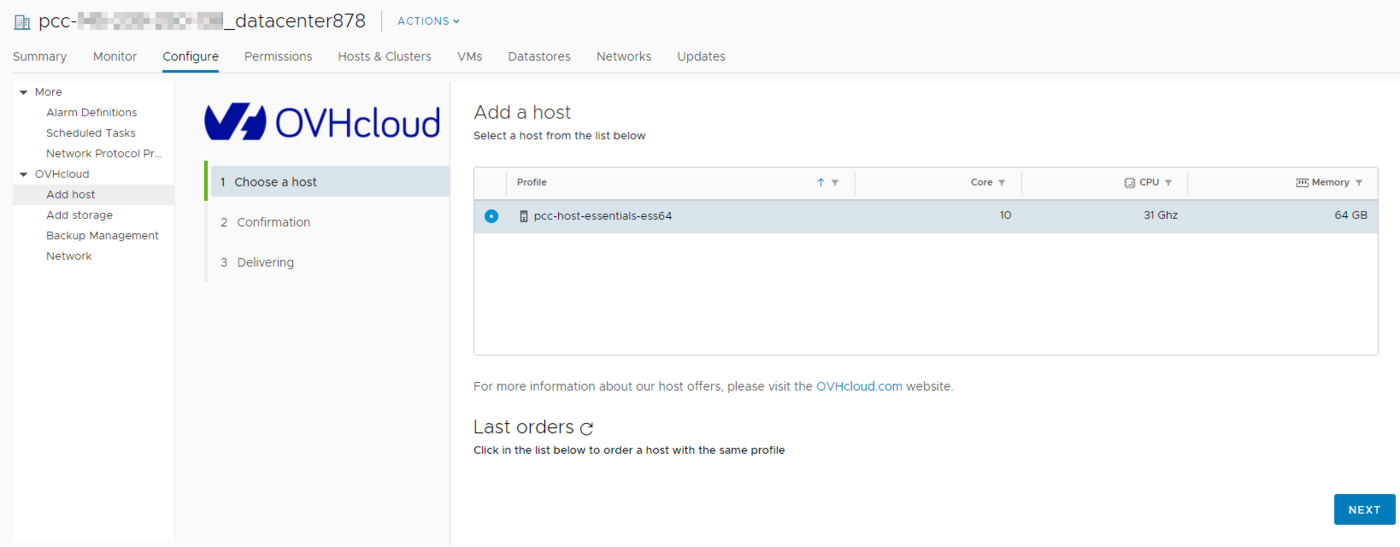 pcc- _datacenter878 ACTIONS
Summary Monitor Configure Permissions Hosts & Clusters VMs Datastores Networks Updates
More
Alarm Definitions
Scheduled Tasks
Network Protocol Pr...
OVHcloud
Add host
Add storage
Backup Management
Network
OVHcloud
1 Choose a host
2 Confirmation
3 Delivering
Add a host
Select a host from the list below
Profile Core CPU Memory
pcc-host-essentials-ess64 10 31 Ghz 64 GB
For more information about our host offers, please visit the OVHcloud.com website.
Last orders
Click in the list below to order a host with the same profile
NEXT